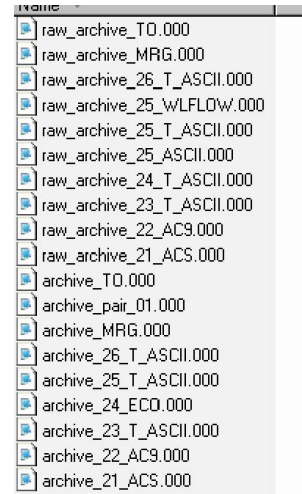 Name
raw_archive_TO.000
raw_archive_MRG.000
raw_archive_26_T_ASCII.000
raw_archive_25_WLFLOW.000
raw_archive_25_T_ASCII.000
raw_archive_25_ASCII.000
raw_archive_24_T_ASCII.000
raw_archive_23_T_ASCII.000
raw_archive_22_AC9.000
raw_archive_21_ACS.000
archive_TO.000
archive_pair_01.000
archive_MRG.000
archive_26_T_ASCII.000
archive_25_T_ASCII.000
archive_24_ECO.000
archive_23_T_ASCII.000
archive_22_AC9.000
archive_21_ACS.000